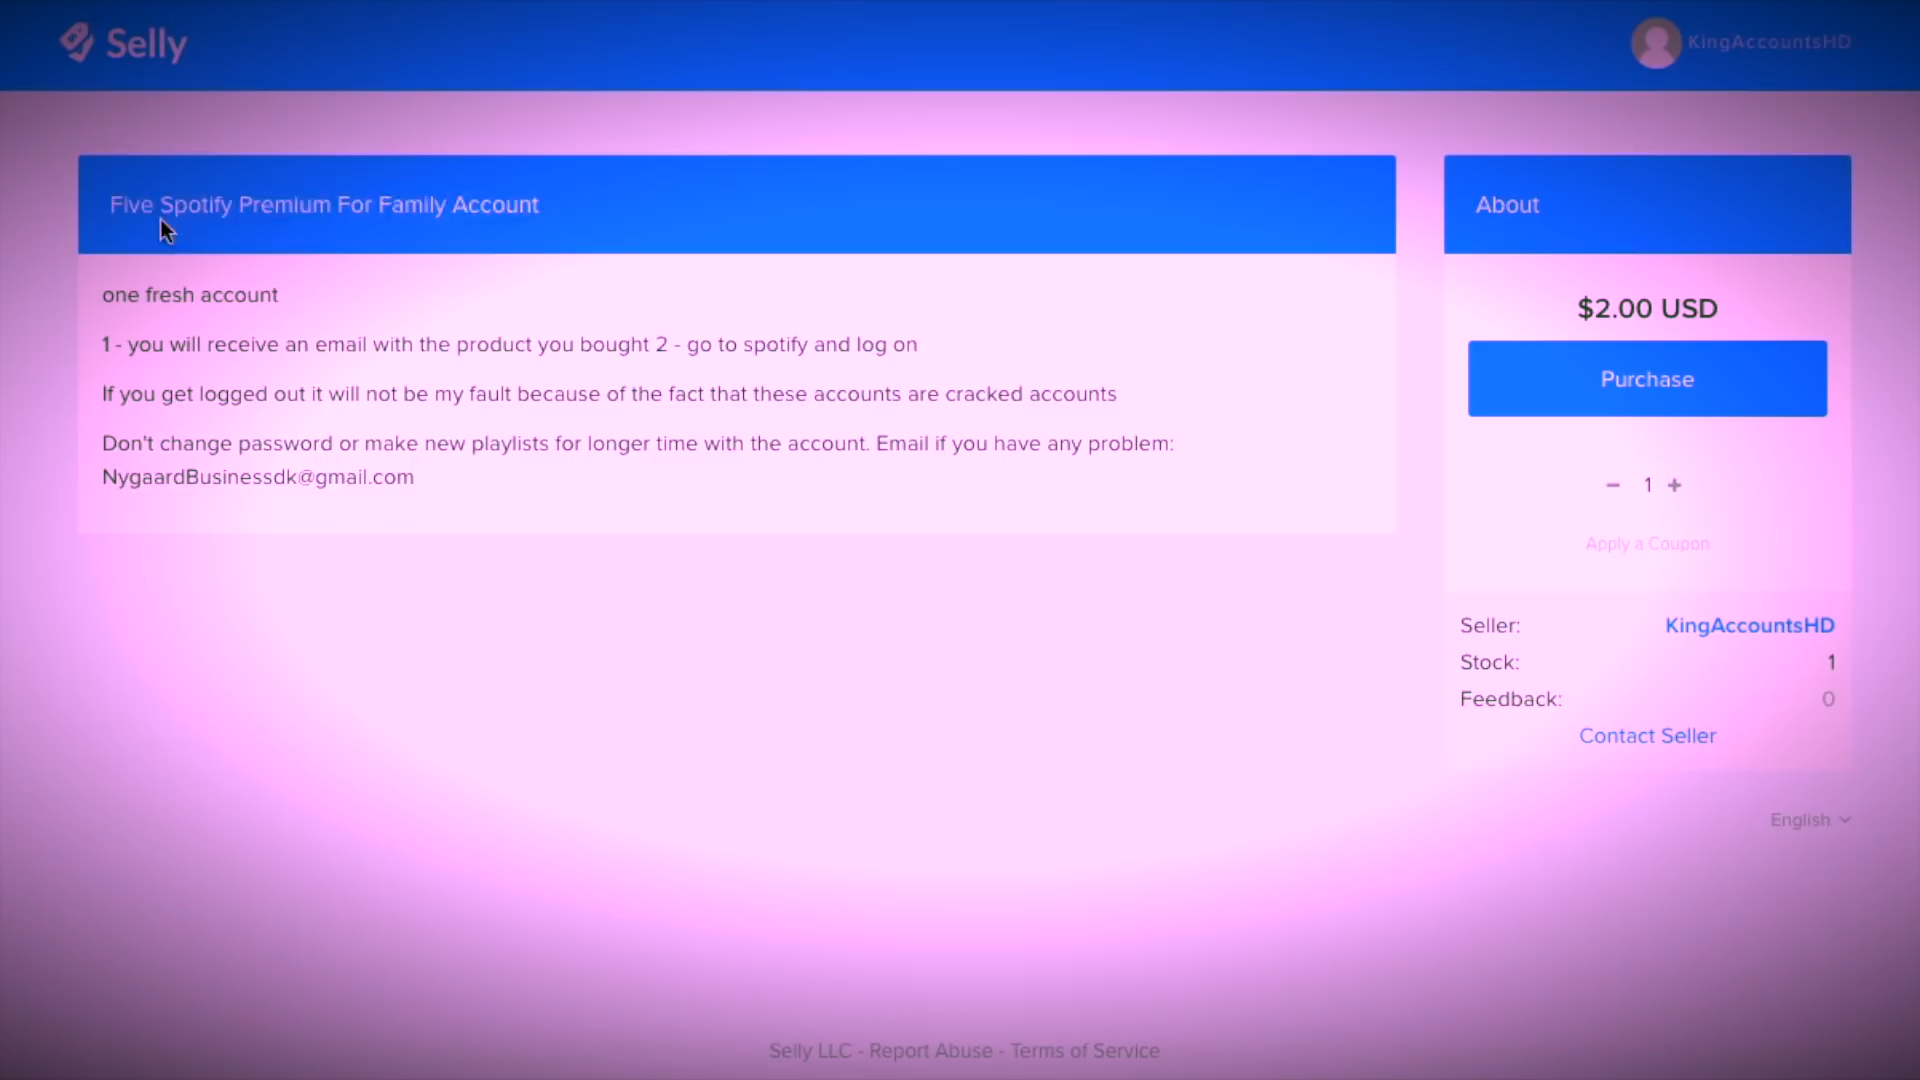 Selly
KingAccountsHD
Five Spotify Premium For Family Account
one fresh account
1 - you will receive an email with the product you bought 2 - go to spotify and log on
If you get logged out it will not be my fault because of the fact that these accounts are cracked accounts
Don't change password or make new playlists for longer time with the account. Email if you have any problem:
NygaardBusinessdk@gmail.com
About
$2.00 USD
Purchase
− 1 +
Apply a Coupon
Seller: KingAccountsHD
Stock: 1
Feedback: 0
Contact Seller
English
Selly LLC - Report Abuse - Terms of Service